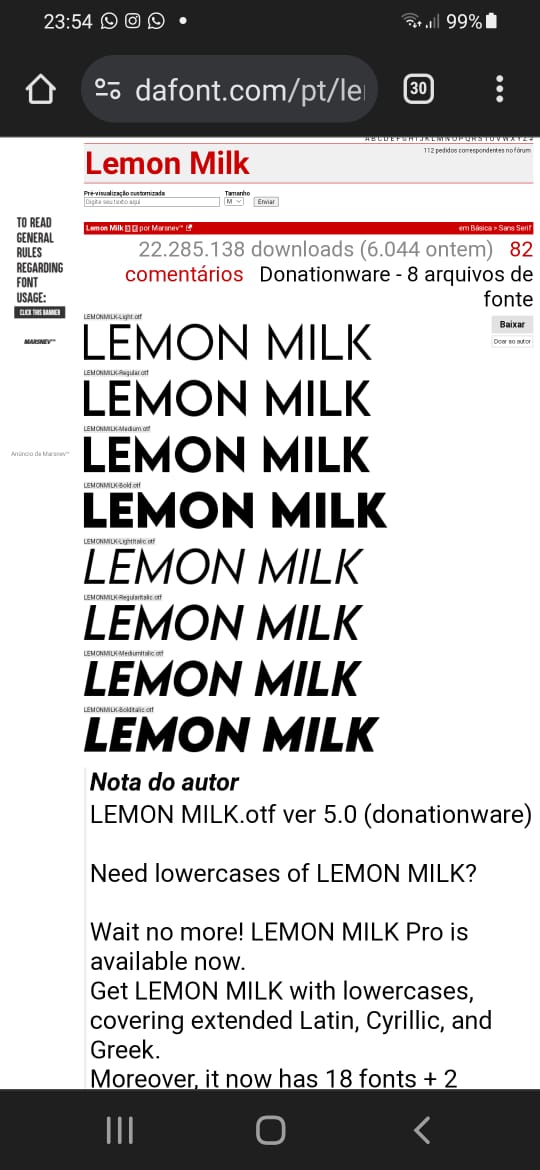 23:54
99%
dafont.com/pt/le
30
A B C D E F G H I J K L M N O P Q R S T U V W X Y Z #
Lemon Milk
112 pedidos correspondentes no fórum
Pré-visualização customizada
Tamanho
Digite seu texto aqui
M
Enviar
TO READ
GENERAL
RULES
REGARDING
FONT
USAGE:
CLICK THIS BANNER
MARSNEV™
Anúncio de Marsnev™
Lemon Milk por Marsnev™
em Básica > Sans Serif
22.285.138 downloads (6.044 ontem) 82
comentários Donationware - 8 arquivos de
fonte
Baixar
Doar ao autor
LEMONMILK-Light.otf
LEMON MILK
LEMONMILK-Regular.otf
LEMON MILK
LEMONMILK-Medium.otf
LEMON MILK
LEMONMILK-Bold.otf
LEMON MILK
LEMONMILK-LightItalic.otf
LEMON MILK
LEMONMILK-RegularItalic.otf
LEMON MILK
LEMONMILK-MediumItalic.otf
LEMON MILK
LEMONMILK-BoldItalic.otf
LEMON MILK
Nota do autor
LEMON MILK.otf ver 5.0 (donationware)
Need lowercases of LEMON MILK?
Wait no more! LEMON MILK Pro is
available now.
Get LEMON MILK with lowercases,
covering extended Latin, Cyrillic, and
Greek.
Moreover, it now has 18 fonts + 2